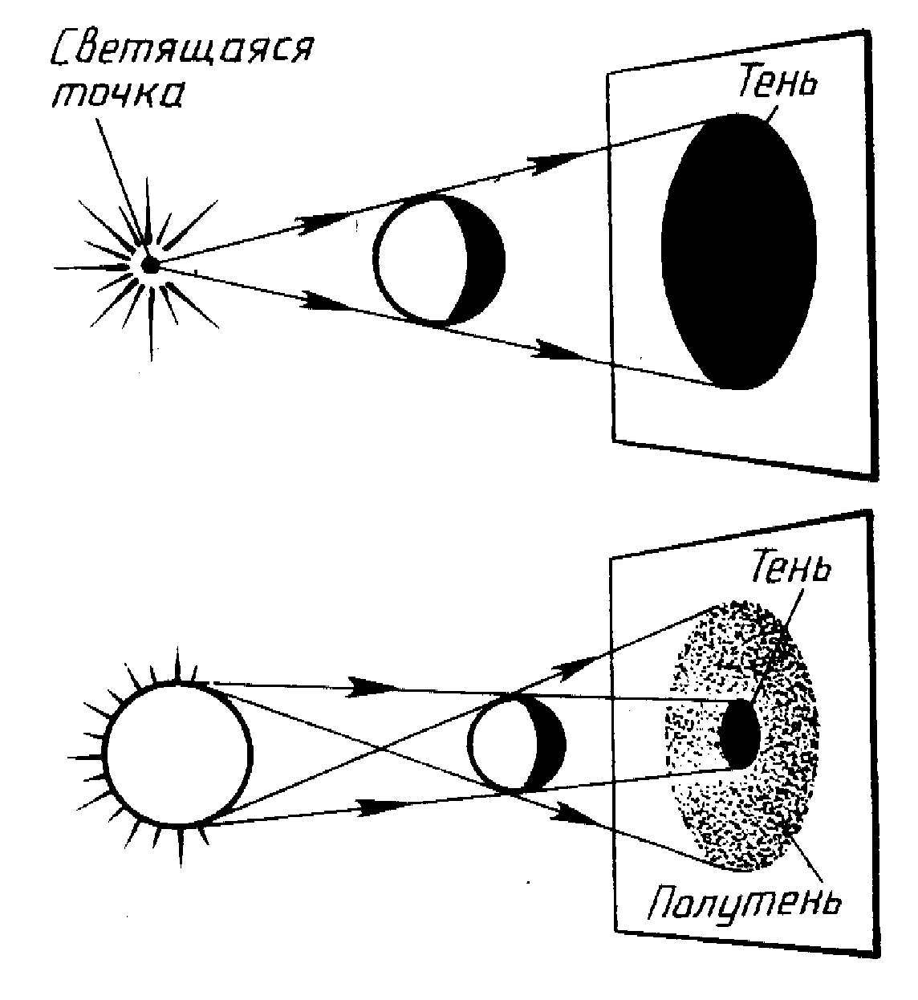 Светящаяся
точка
Тень
Тень
Полутень